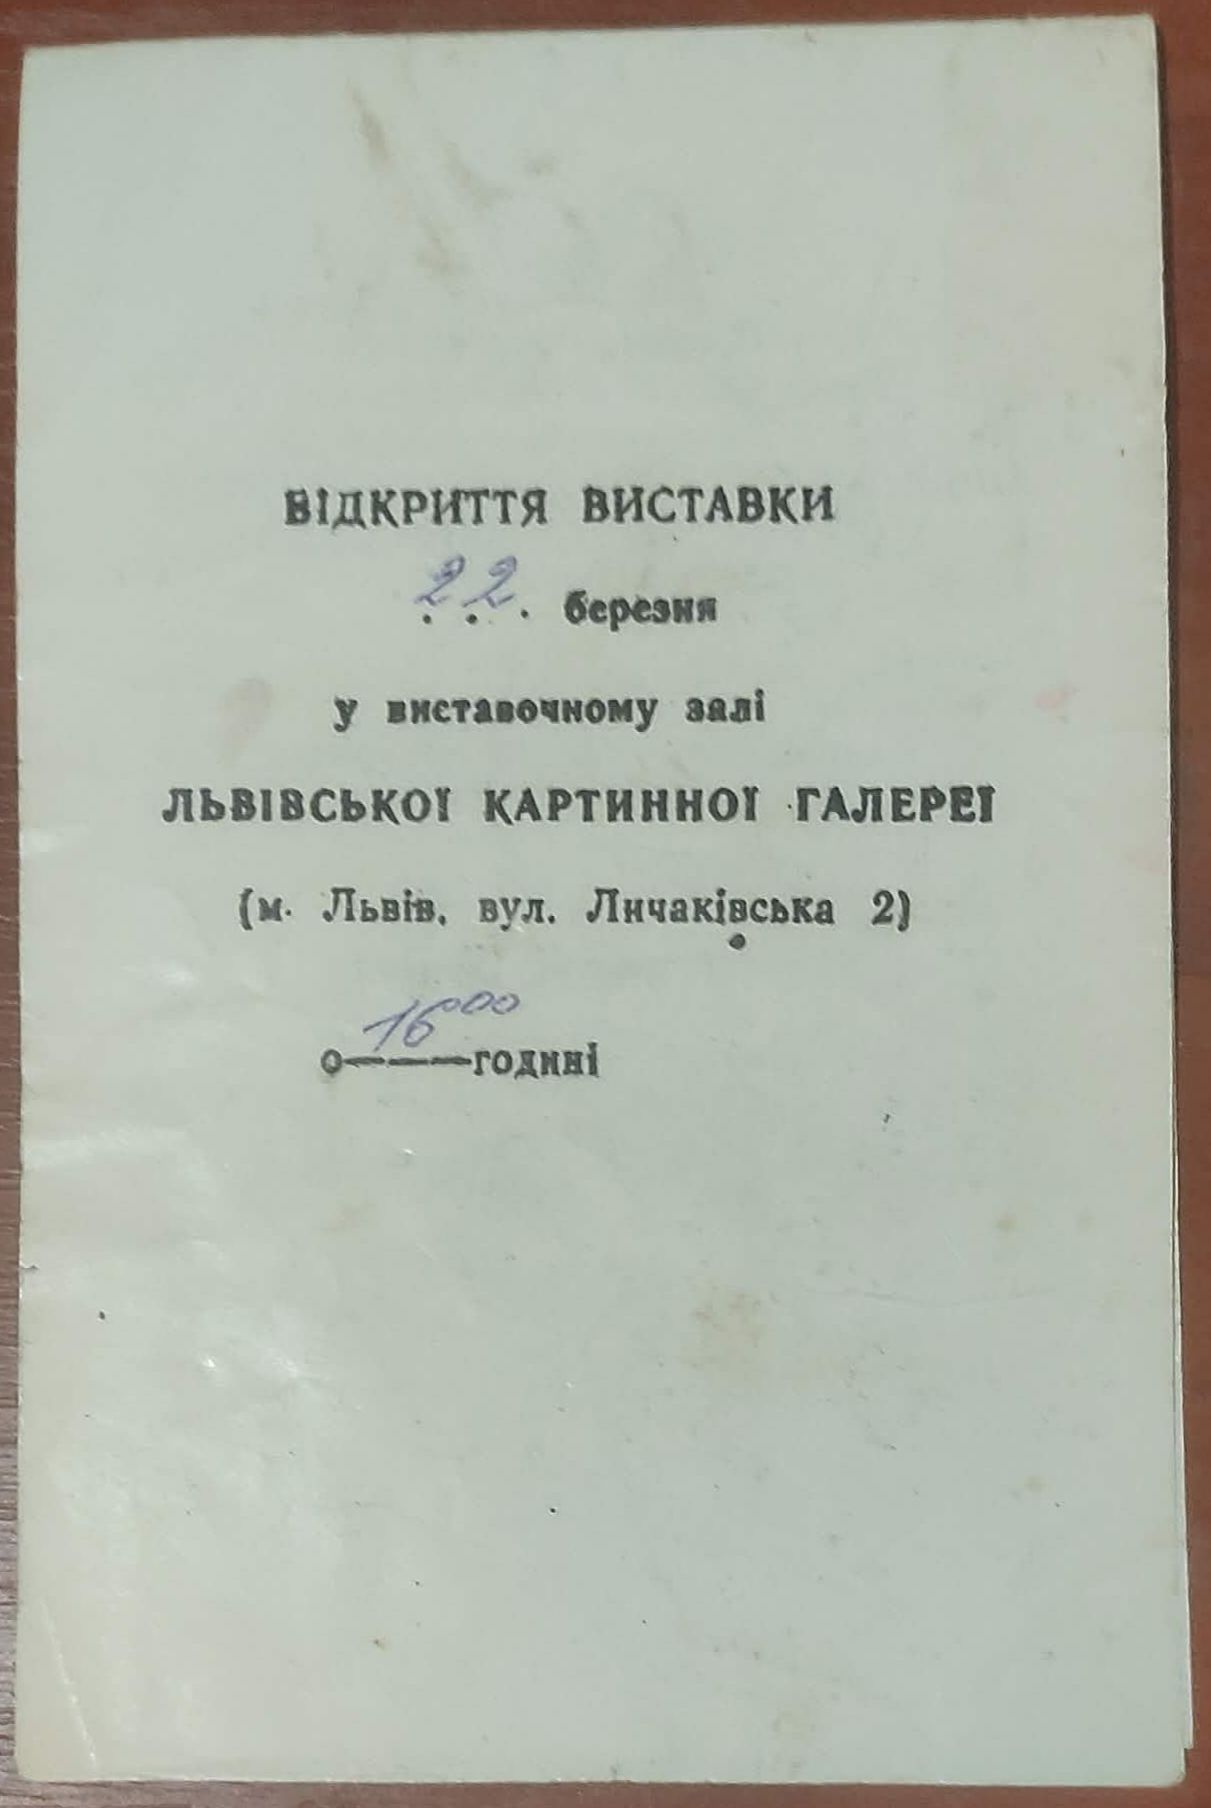 ВІДКРИТТЯ ВИСТАВКИ
22 березня
у виставочному залі
ЛЬВІВСЬКОЇ КАРТИННОЇ ГАЛЕРЕЇ
(м. Львів, вул. Личаківська 2)
о 16⁰⁰ годині